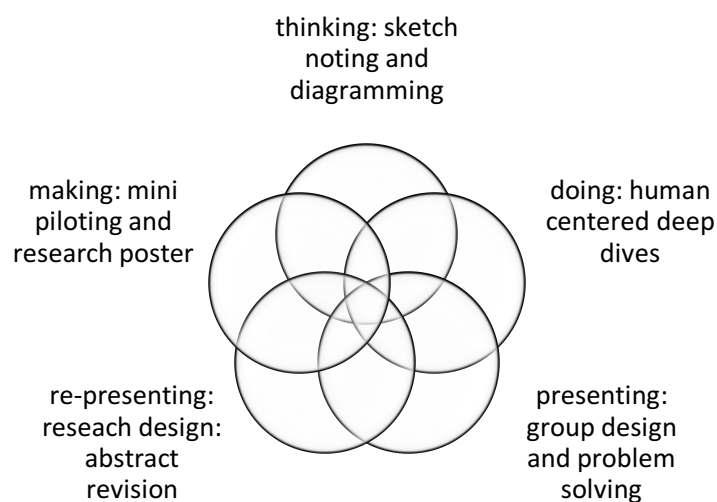 thinking: sketch
noting and
diagramming
making: mini
piloting and
research poster
doing: human
centered deep
dives
re-presenting:
reseach design:
abstract
revision
presenting:
group design
and problem
solving